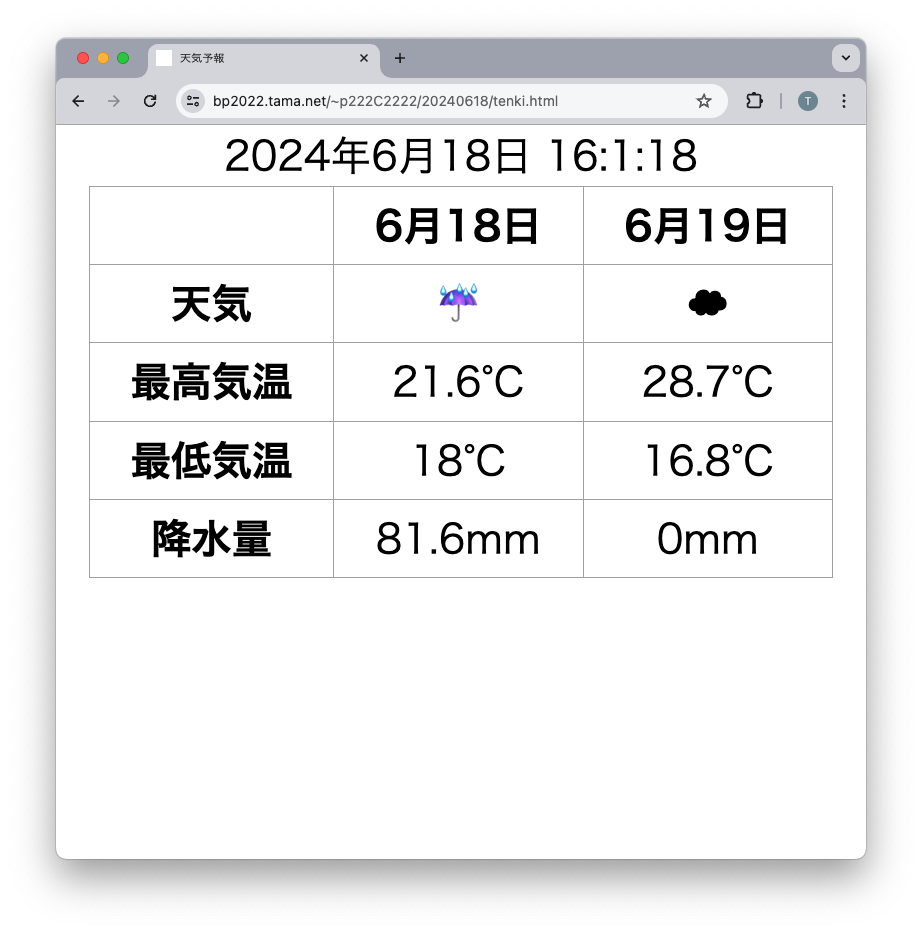 天気予報
bp2022.tama.net/~p222C2222/20240618/tenki.html
T
2024年6月18日 16:1:18
6月18日 6月19日
天気 ☔ ☁
最高気温 21.6℃ 28.7℃
最低気温 18℃ 16.8℃
降水量 81.6mm 0mm